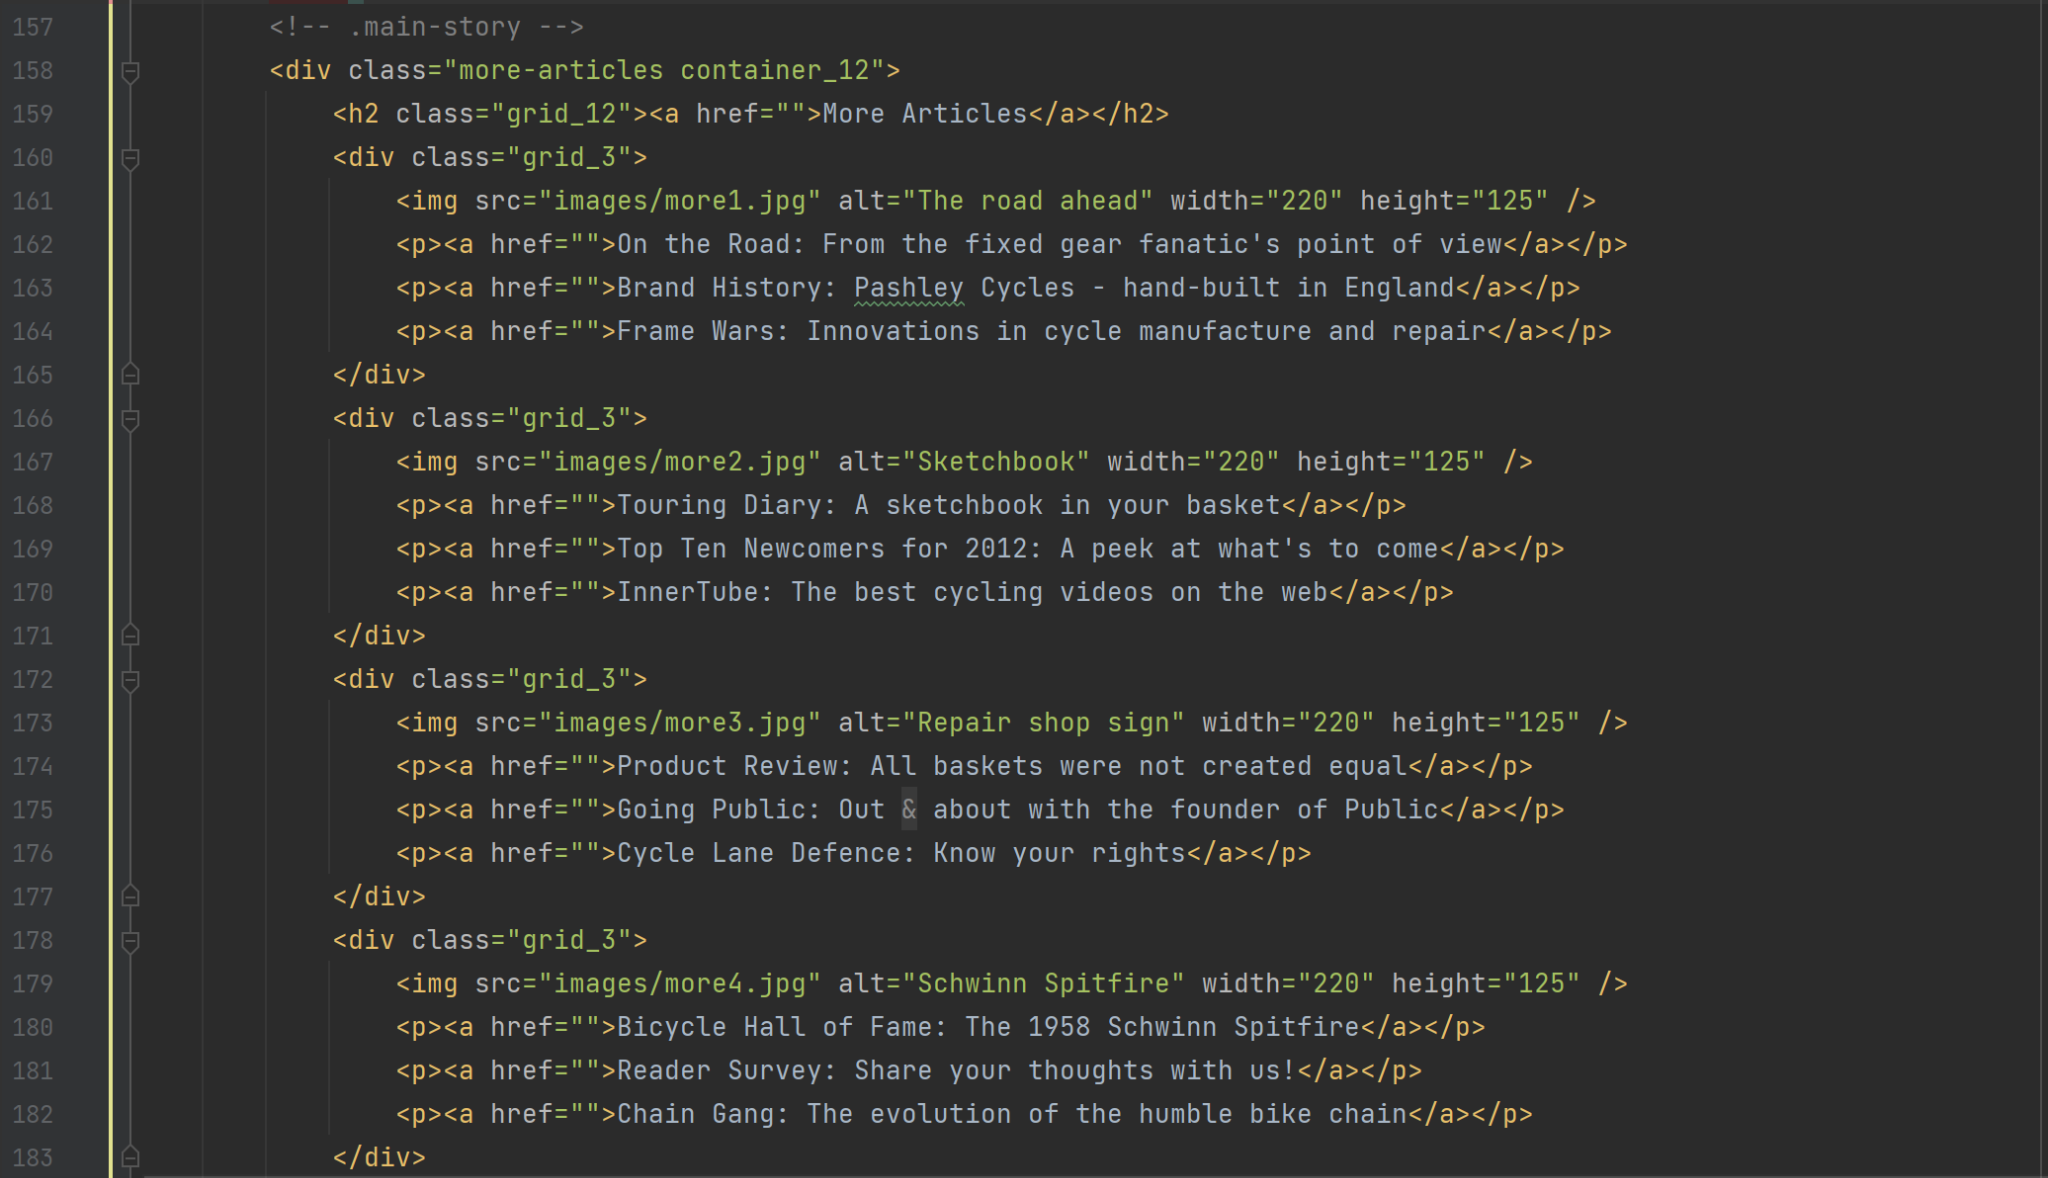 157 <!-- .main-story -->
158 <div class="more-articles container_12">
159 <h2 class="grid_12"><a href="">More Articles</a></h2>
160 <div class="grid_3">
161 <img src="images/more1.jpg" alt="The road ahead" width="220" height="125" />
162 <p><a href="">On the Road: From the fixed gear fanatic's point of view</a></p>
163 <p><a href="">Brand History: Pashley Cycles - hand-built in England</a></p>
164 <p><a href="">Frame Wars: Innovations in cycle manufacture and repair</a></p>
165 </div>
166 <div class="grid_3">
167 <img src="images/more2.jpg" alt="Sketchbook" width="220" height="125" />
168 <p><a href="">Touring Diary: A sketchbook in your basket</a></p>
169 <p><a href="">Top Ten Newcomers for 2012: A peek at what's to come</a></p>
170 <p><a href="">InnerTube: The best cycling videos on the web</a></p>
171 </div>
172 <div class="grid_3">
173 <img src="images/more3.jpg" alt="Repair shop sign" width="220" height="125" />
174 <p><a href="">Product Review: All baskets were not created equal</a></p>
175 <p><a href="">Going Public: Out & about with the founder of Public</a></p>
176 <p><a href="">Cycle Lane Defence: Know your rights</a></p>
177 </div>
178 <div class="grid_3">
179 <img src="images/more4.jpg" alt="Schwinn Spitfire" width="220" height="125" />
180 <p><a href="">Bicycle Hall of Fame: The 1958 Schwinn Spitfire</a></p>
181 <p><a href="">Reader Survey: Share your thoughts with us!</a></p>
182 <p><a href="">Chain Gang: The evolution of the humble bike chain</a></p>
183 </div>